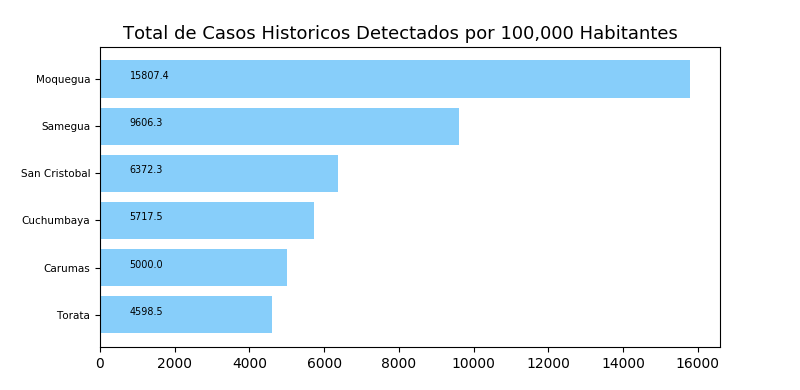 Total de Casos Historicos Detectados por 100,000 Habitantes
Moquegua 15807.4
Samegua 9606.3
San Cristobal 6372.3
Cuchumbaya 5717.5
Carumas 5000.0
Torata 4598.5
0 2000 4000 6000 8000 10000 12000 14000 16000